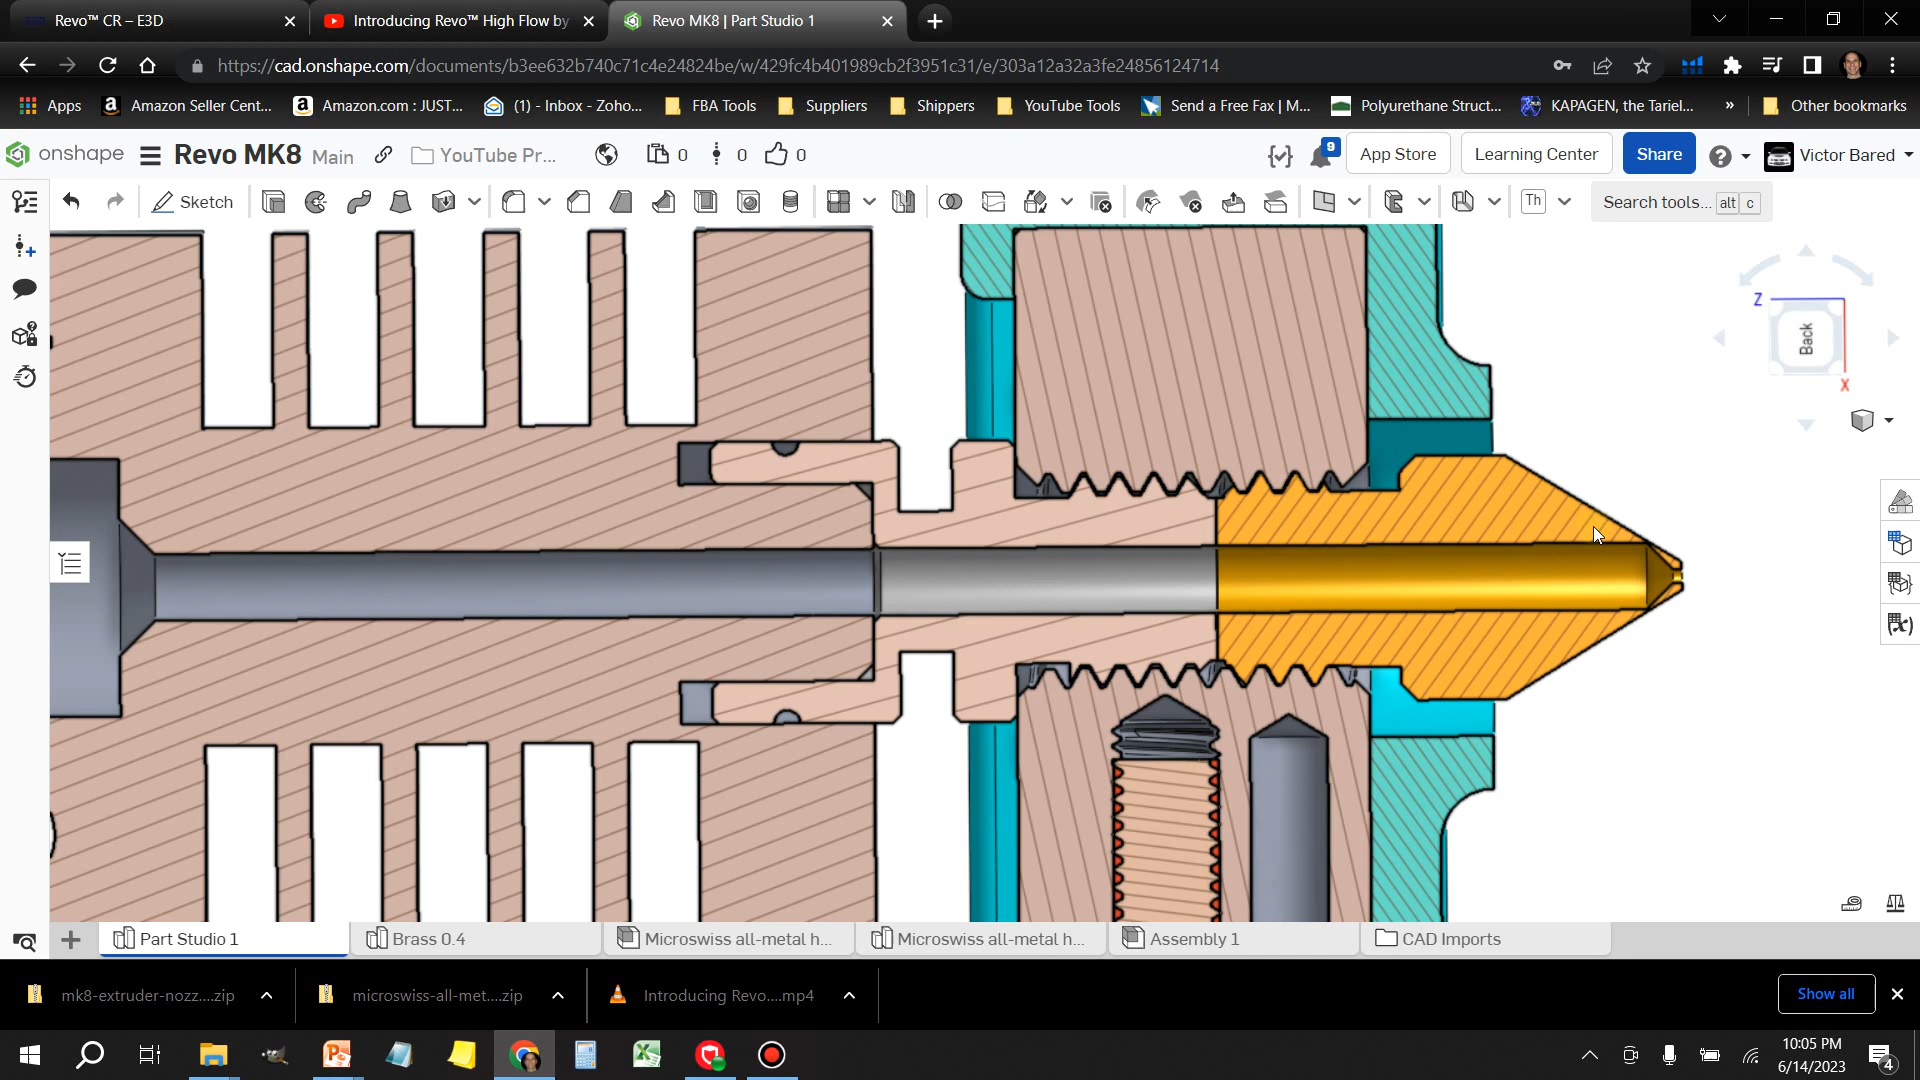 Revo™ CR – E3D
Introducing Revo™ High Flow by
Revo MK8 | Part Studio 1
https://cad.onshape.com/documents/b3ee632b740c71c4e24824be/w/429fc4b401989cb2f3951c31/e/303a12a32a3fe24856124714
Apps
Amazon Seller Cent...
Amazon.com : JUST...
(1) - Inbox - Zoho...
FBA Tools
Suppliers
Shippers
YouTube Tools
Send a Free Fax | M...
Polyurethane Struct...
KAPAGEN, the Tariel...
»
Other bookmarks
onshape
Revo MK8 Main
YouTube Pr...
0
0
0
9
App Store
Learning Center
Share
Victor Bared
Sketch
Th
Search tools... alt c
Z
Back
X
Part Studio 1
Brass 0.4
Microswiss all-metal h...
Microswiss all-metal h...
Assembly 1
CAD Imports
mk8-extruder-nozz....zip
microswiss-all-met....zip
Introducing Revo....mp4
Show all
10:05 PM
6/14/2023
4